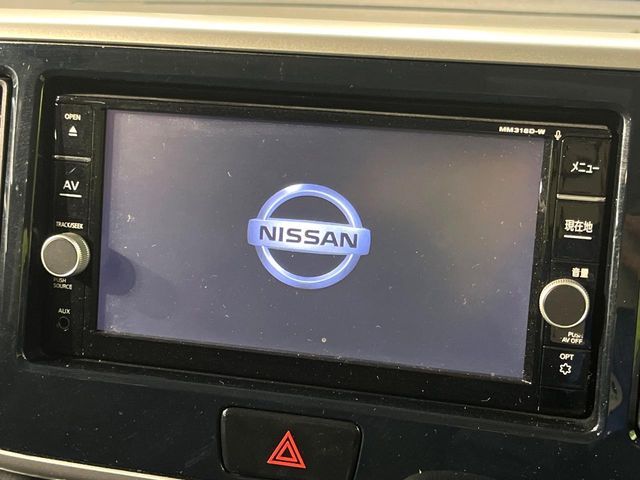 OPEN
AV
TRACK/SEEK
PUSH
SOURCE
AUX
MM318D-W
NISSAN
メニュー
現在地
音量
PUSH
AV OFF
OPT